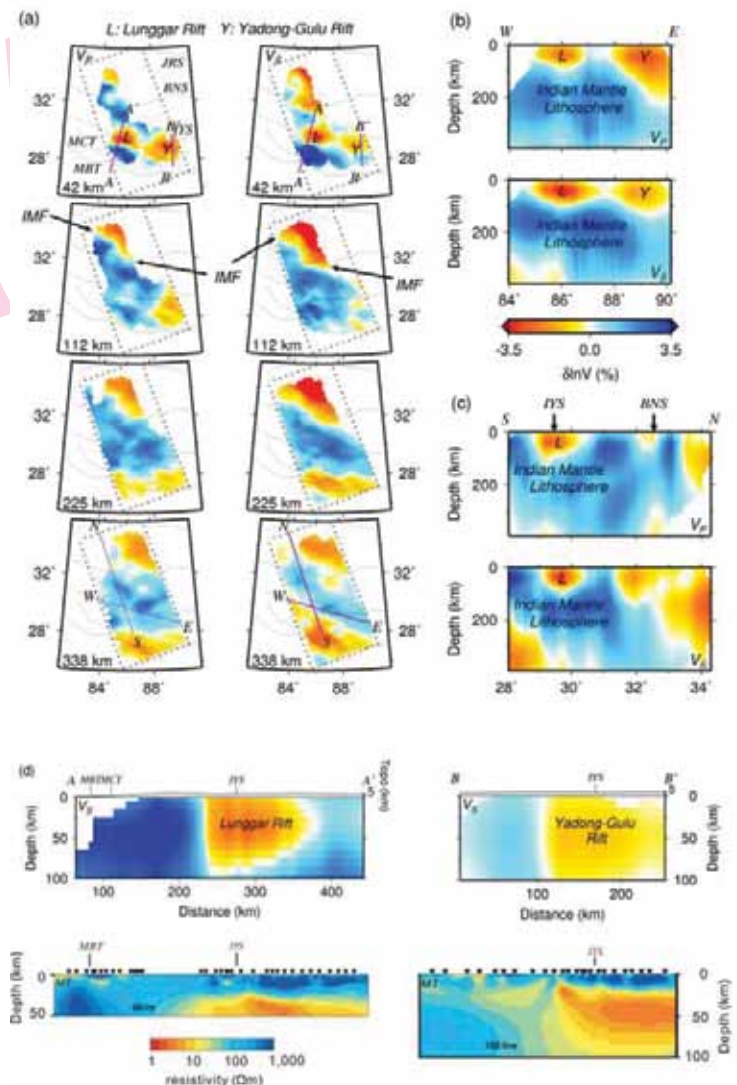 (a) L: Lunggar Rift Y: Yadong-Gulu Rift
VP JRS BNS
32˚
A' B' IYS
MCT L Y
28˚
MBT A B
42 km
VS
32˚
A' B'
L Y
28˚
A B
42 km
IMF IMF IMF
32˚
28˚
112 km
32˚
28˚
112 km
32˚
28˚
225 km
32˚
28˚
225 km
N
32˚
W
28˚
S E
338 km
84˚ 88˚
N
32˚
W
28˚
S E
338 km
84˚ 88˚
(b) W E
0
200
Depth (km)
L Y
Indian Mantle
Lithosphere
VP
0
200
Depth (km)
L Y
Indian Mantle
Lithosphere
VS
84˚ 86˚ 88˚ 90˚
-3.5 0.0 3.5
δlnV (%)
(c) IYS BNS
S N
0
200
Depth (km)
L
Indian Mantle
Lithosphere
VP
0
200
Depth (km)
L
Indian Mantle
Lithosphere
VS
28˚ 30˚ 32˚ 34˚
(d) A MBT MCT IYS A'
Topo (km)
5
VS
Lunggar Rift
Depth (km)
0
50
100
100 200 300 400
Distance (km)
B IYS B'
5
VS
Yadong-Gulu
Rift
0
50
100
Depth (km)
100 200
Distance (km)
MBT IYS
MT
Depth (km)
0
50
1 10 100 1,000
resistivity (Ωm)
IYS
MT
100 line
0
50
100
Depth (km)